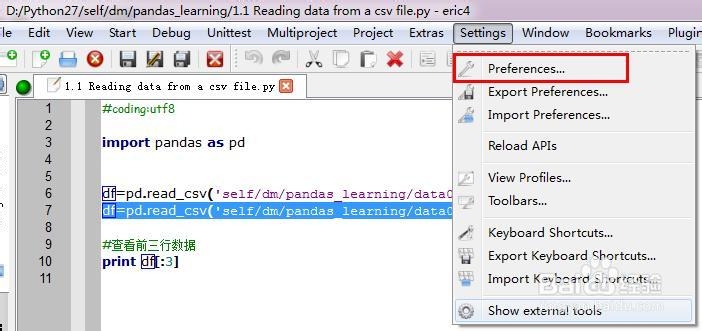 D:/Python27/self/dm/pandas_learning/1.1 Reading data from a csv file.py - eric4
Edit View Start Debug Unittest Multiproject Project Extras Settings Window Bookmarks Plugin
1.1 Reading data from a csv file.py
1 #coding:utf8
2
3 import pandas as pd
4
5
6 df=pd.read_csv('self/dm/pandas_learning/data0
7 df=pd.read_csv('self/dm/pandas_learning/data0
8
9 #查看前三行数据
10 print df[:3]
11
Preferences...
Export Preferences...
Import Preferences...
Reload APIs
View Profiles...
Toolbars...
Keyboard Shortcuts...
Export Keyboard Shortcuts...
Import Keyboard Shortcuts...
Show external tools
Baidu 经验